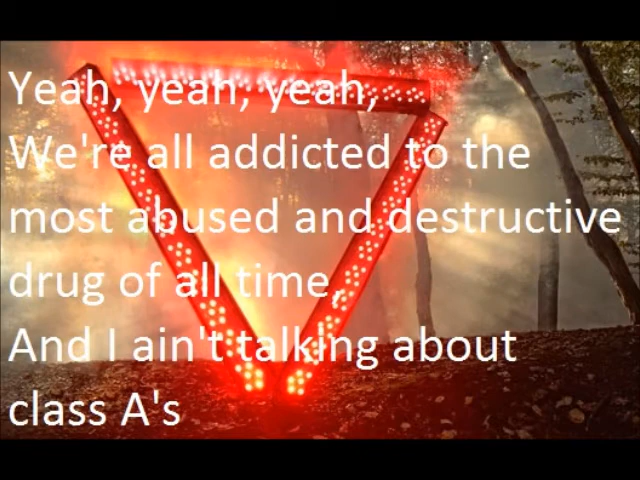 Yeah, yeah, yeah,
We're all addicted to the
most abused and destructive
drug of all time,
And I ain't talking about
class A's